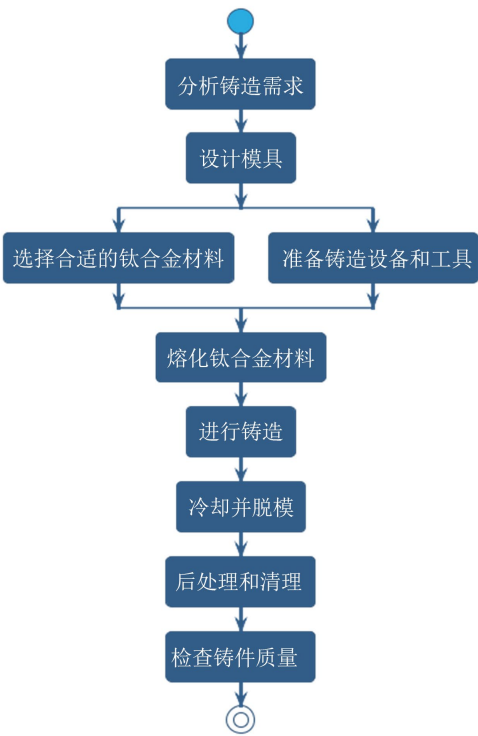 分析铸造需求
设计模具
选择合适的钛合金材料
准备铸造设备和工具
熔化钛合金材料
进行铸造
冷却并脱模
后处理和清理
检查铸件质量